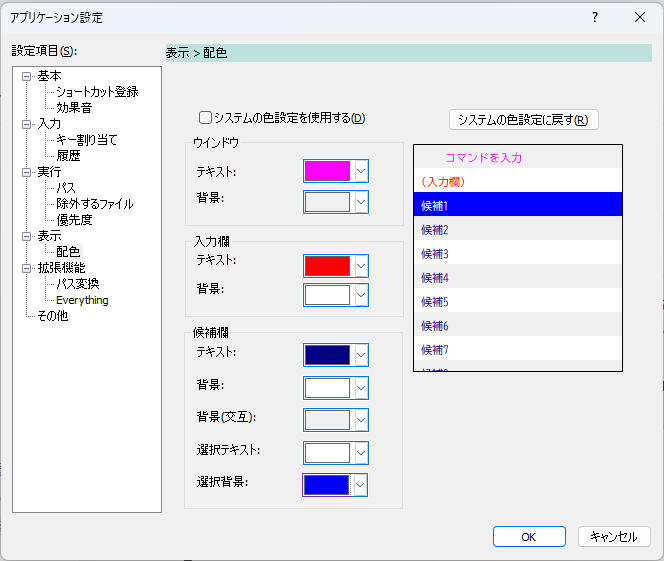 アプリケーション設定
設定項目(S):
表示 > 配色
基本
ショートカット登録
効果音
入力
キー割り当て
履歴
実行
パス
除外するファイル
優先度
表示
配色
拡張機能
パス変換
Everything
その他
システムの色設定を使用する(D)
システムの色設定に戻す(R)
ウインドウ
テキスト:
背景:
入力欄
テキスト:
背景:
候補欄
テキスト:
背景:
背景(交互):
選択テキスト:
選択背景:
コマンドを入力
(入力欄)
候補1
候補2
候補3
候補4
候補5
候補6
候補7
OK
キャンセル